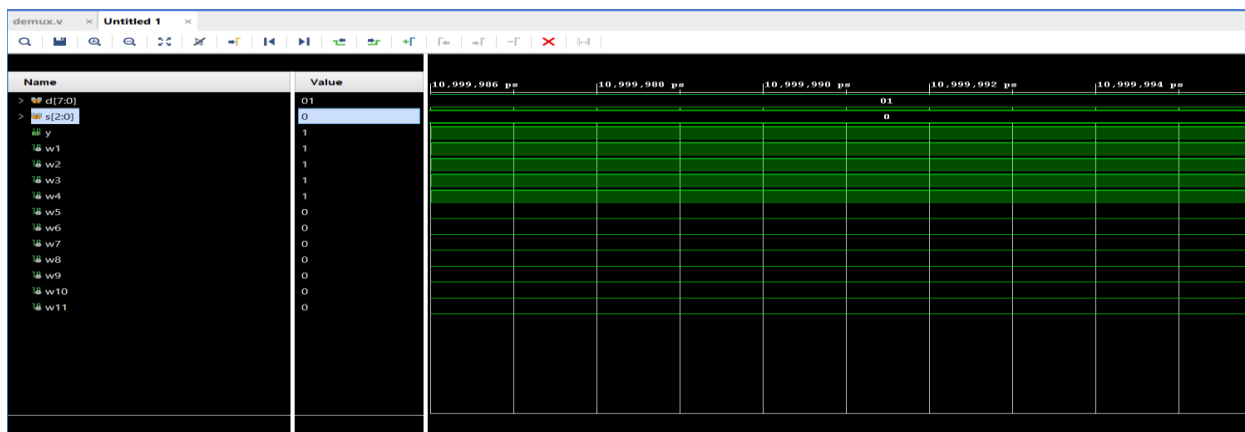 demux.v × Untitled 1 ×
Name Value 10,999,986 ps 10,999,988 ps 10,999,990 ps 10,999,992 ps 10,999,994 ps
> d[7:0] 01 01
> s[2:0] 0 0
y 1
w1 1
w2 1
w3 1
w4 1
w5 0
w6 0
w7 0
w8 0
w9 0
w10 0
w11 0